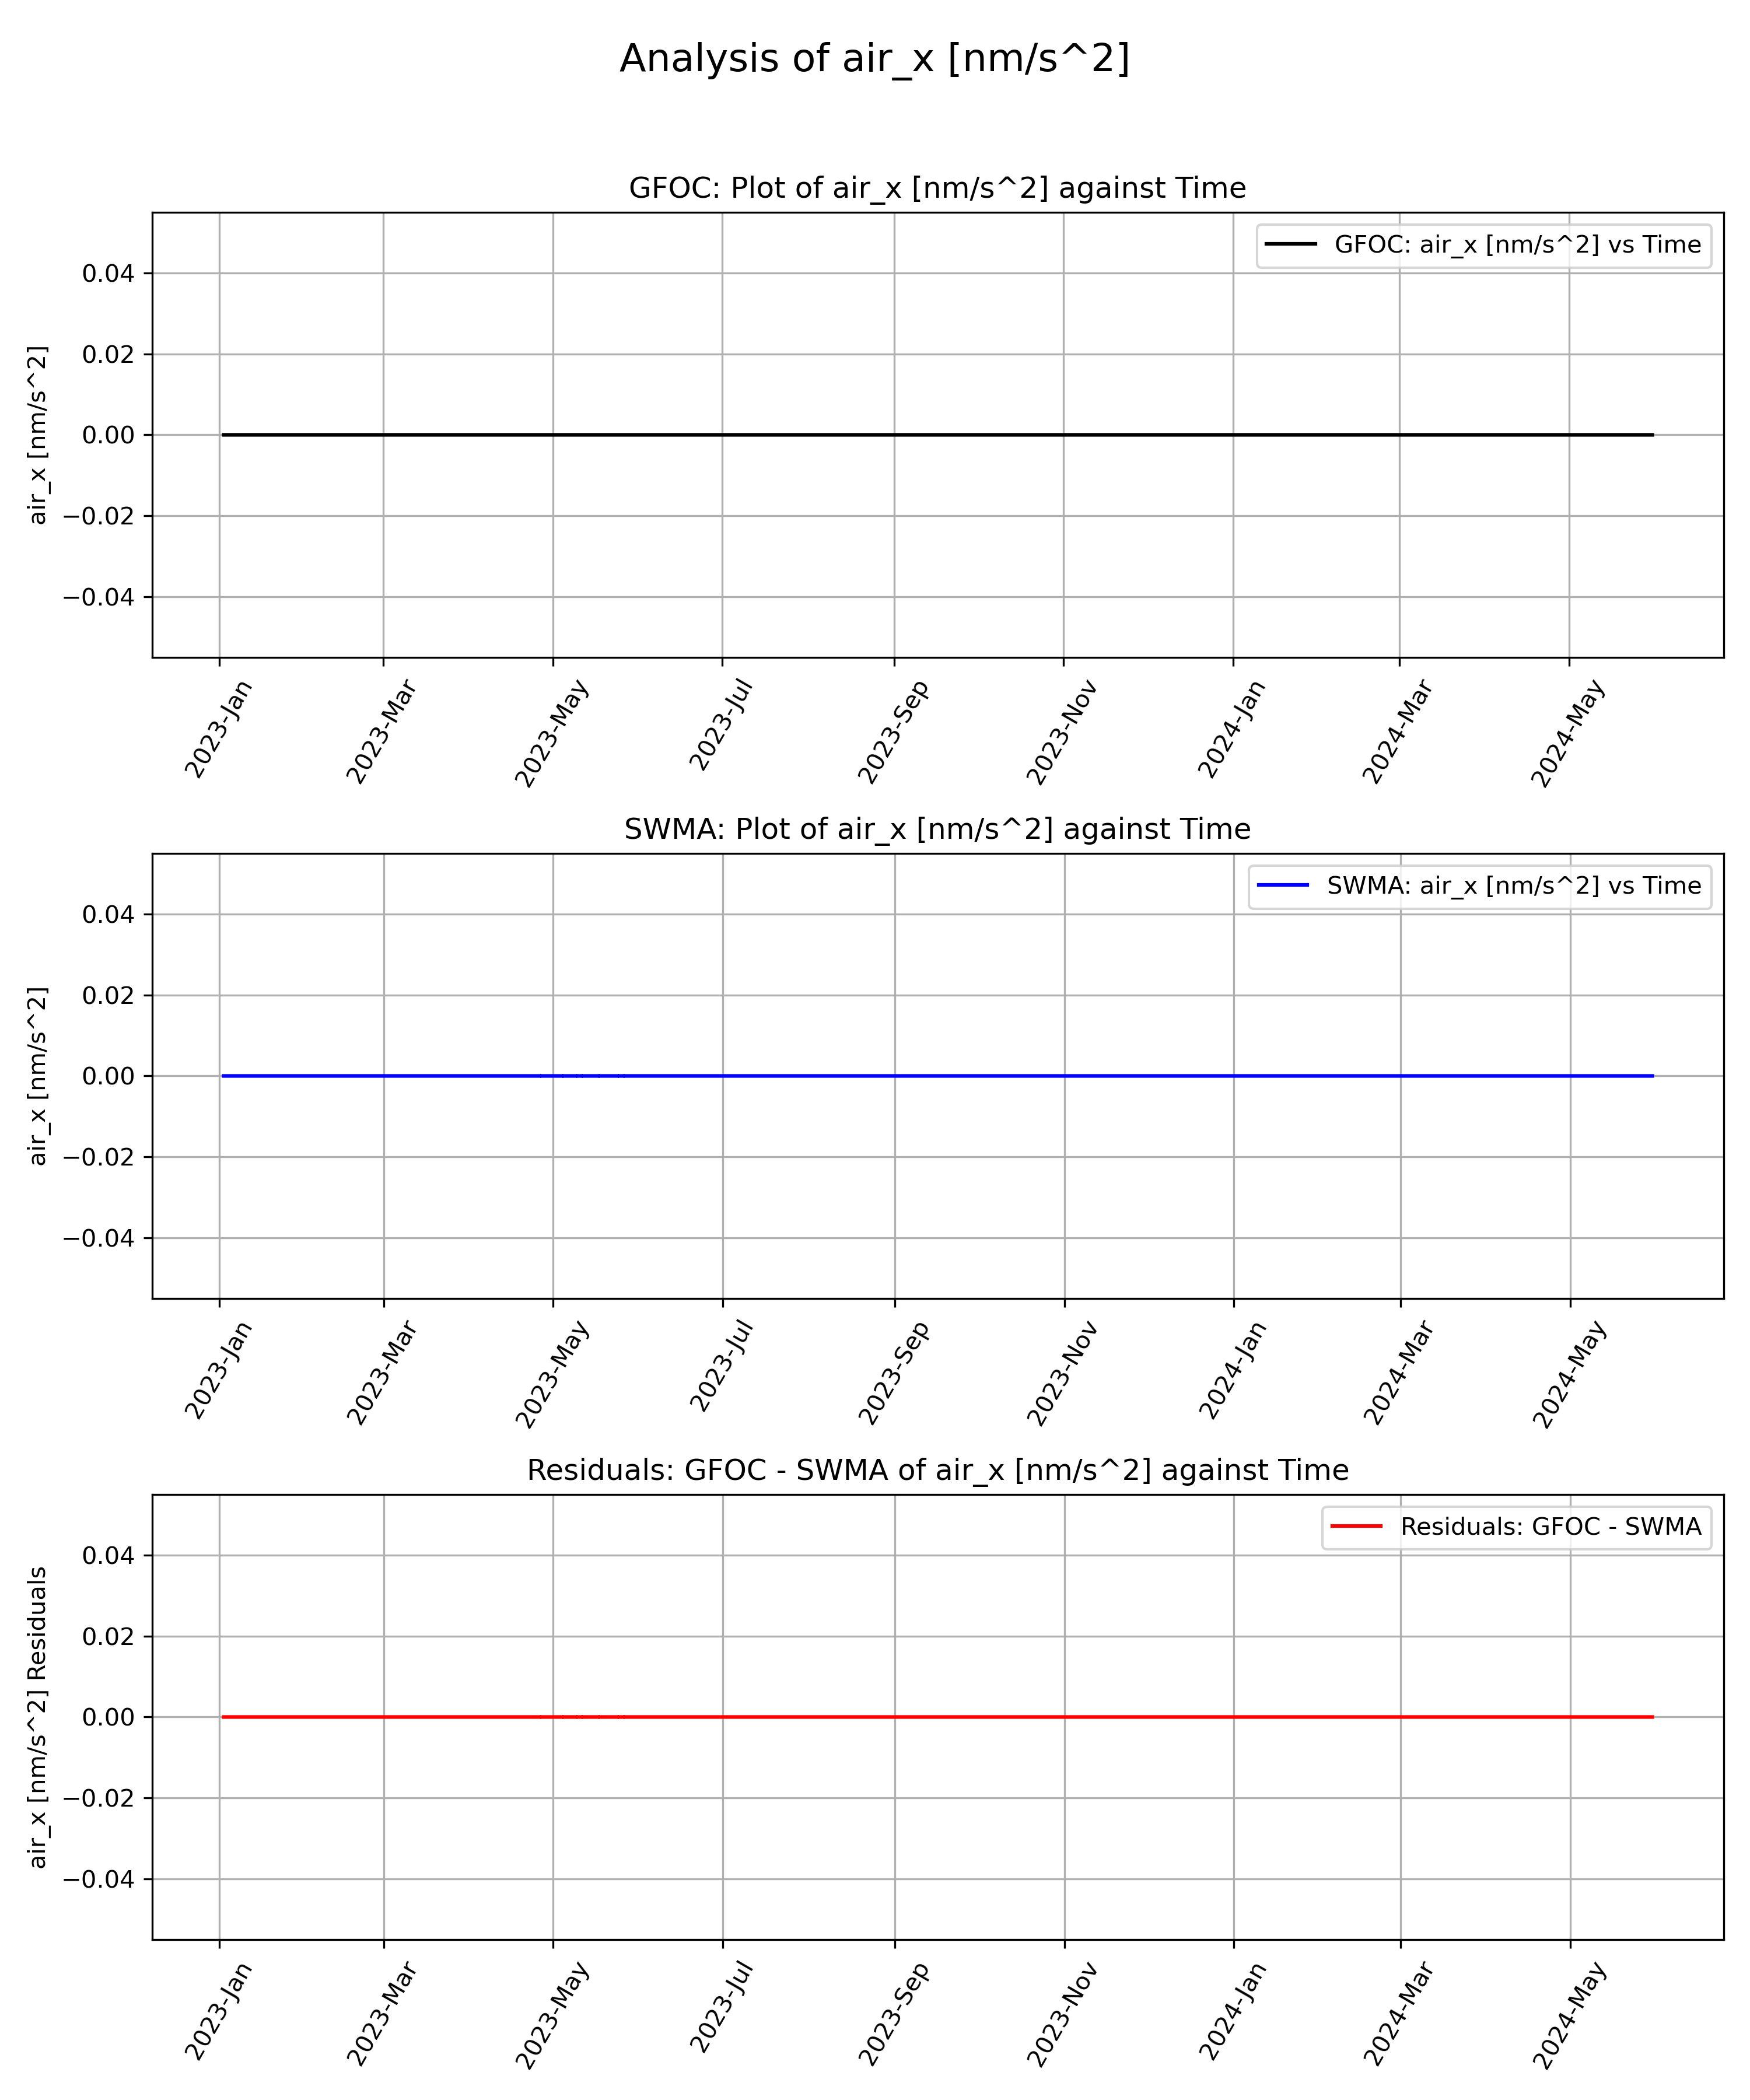 Analysis of air_x [nm/s^2]
GFOC: Plot of air_x [nm/s^2] against Time
GFOC: air_x [nm/s^2] vs Time
air_x [nm/s^2]
0.04
0.02
0.00
−0.02
−0.04
2023-Jan
2023-Mar
2023-May
2023-Jul
2023-Sep
2023-Nov
2024-Jan
2024-Mar
2024-May
SWMA: Plot of air_x [nm/s^2] against Time
SWMA: air_x [nm/s^2] vs Time
air_x [nm/s^2]
0.04
0.02
0.00
−0.02
−0.04
2023-Jan
2023-Mar
2023-May
2023-Jul
2023-Sep
2023-Nov
2024-Jan
2024-Mar
2024-May
Residuals: GFOC - SWMA of air_x [nm/s^2] against Time
Residuals: GFOC - SWMA
air_x [nm/s^2] Residuals
0.04
0.02
0.00
−0.02
−0.04
2023-Jan
2023-Mar
2023-May
2023-Jul
2023-Sep
2023-Nov
2024-Jan
2024-Mar
2024-May